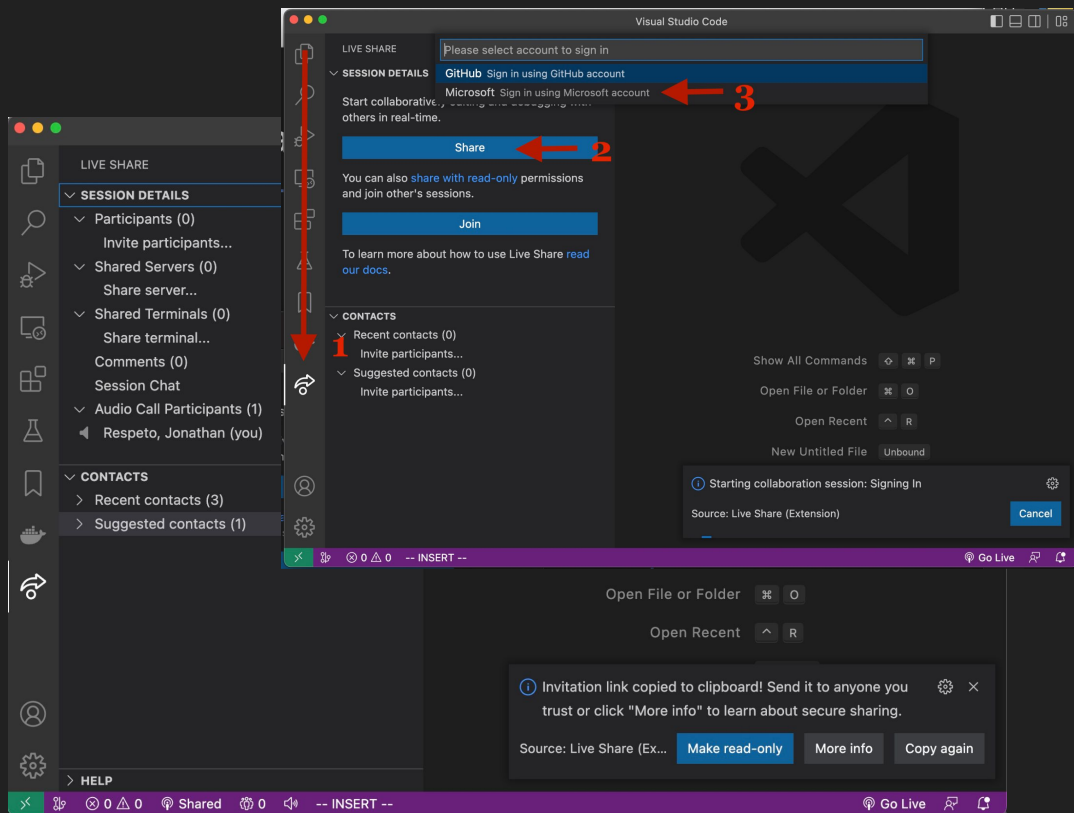 Visual Studio Code
LIVE SHARE
Please select account to sign in
SESSION DETAILS
GitHub Sign in using GitHub account
Microsoft Sign in using Microsoft account
3
Start collaboratively editing and debugging with
others in real-time.
Share
2
You can also share with read-only permissions
and join other's sessions.
Join
To learn more about how to use Live Share read
our docs.
CONTACTS
Recent contacts (0)
1
Invite participants...
Suggested contacts (0)
Invite participants...
Show All Commands ⇧ ⌘ P
Open File or Folder ⌘ O
Open Recent ^ R
New Untitled File Unbound
Starting collaboration session: Signing In
Source: Live Share (Extension)
Cancel
0 0 -- INSERT --
Go Live
LIVE SHARE
SESSION DETAILS
Participants (0)
Invite participants...
Shared Servers (0)
Share server...
Shared Terminals (0)
Share terminal...
Comments (0)
Session Chat
Audio Call Participants (1)
Respeto, Jonathan (you)
CONTACTS
Recent contacts (3)
Suggested contacts (1)
Open File or Folder ⌘ O
Open Recent ^ R
Invitation link copied to clipboard! Send it to anyone you
trust or click "More info" to learn about secure sharing.
Source: Live Share (Ex...
Make read-only
More info
Copy again
HELP
0 0 Shared 0 -- INSERT --
Go Live